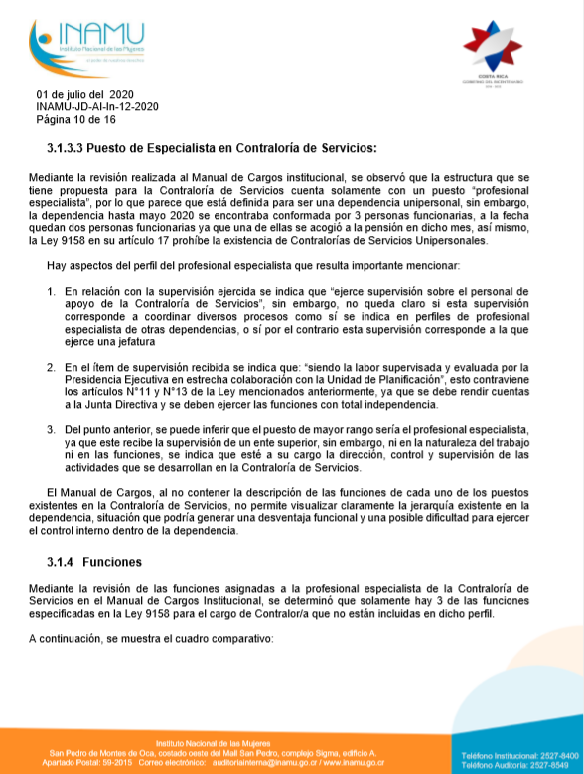 INAMU
Instituto Nacional de las Mujeres
COSTA RICA
GOBIERNO DEL BICENTENARIO
01 de julio del  2020
INAMU-JD-AI-In-12-2020
Página 10 de 16
3.1.3.3 Puesto de Especialista en Contraloría de Servicios:
Mediante la revisión realizada al Manual de Cargos institucional, se observó que la estructura que se
tiene propuesta para la Contraloría de Servicios cuenta solamente con un puesto “profesional
especialista”, por lo que parece que está definida para ser una dependencia unipersonal, sin embargo,
la dependencia hasta mayo 2020 se encontraba conformada por 3 personas funcionarias, a la fecha
quedan dos personas funcionarias ya que una de ellas se acogió a la pensión en dicho mes, así mismo,
la Ley 9158 en su artículo 17 prohíbe la existencia de Contralorías de Servicios Unipersonales.
Hay aspectos del perfil del profesional especialista que resulta importante mencionar:
1. En relación con la supervisión ejercida se indica que “ejerce supervisión sobre el personal de
apoyo de la Contraloría de Servicios”, sin embargo, no queda claro si esta supervisión
corresponde a coordinar diversos procesos como sí se indica en perfiles de profesional
especialista de otras dependencias, o sí por el contrario esta supervisión corresponde a la que
ejerce una jefatura
2. En el ítem de supervisión recibida se indica que: “siendo la labor supervisada y evaluada por la
Presidencia Ejecutiva en estrecha colaboración con la Unidad de Planificación”, esto contraviene
los artículos N°11 y N°13 de la Ley mencionados anteriormente, ya que se debe rendir cuentas
a la Junta Directiva y se deben ejercer las funciones con total independencia.
3. Del punto anterior, se puede inferir que el puesto de mayor rango sería el profesional especialista,
ya que este recibe la supervisión de un ente superior, sin embargo, ni en la naturaleza del trabajo
ni en las funciones, se indica que esté a su cargo la dirección, control y supervisión de las
actividades que se desarrollan en la Contraloría de Servicios.
El Manual de Cargos, al no contener la descripción de las funciones de cada uno de los puestos
existentes en la Contraloría de Servicios, no permite visualizar claramente la jerarquía existente en la
dependencia, situación que podría generar una desventaja funcional y una posible dificultad para ejercer
el control interno dentro de la dependencia.
3.1.4 Funciones
Mediante la revisión de las funciones asignadas a la profesional especialista de la Contraloría de
Servicios en el Manual de Cargos Institucional, se determinó que solamente hay 3 de las funciones
especificadas en la Ley 9158 para el cargo de Contralor/a que no están incluidas en dicho perfil.
A continuación, se muestra el cuadro comparativo:
Instituto Nacional de las Mujeres
San Pedro de Montes de Oca, costado oeste del Mall San Pedro, complejo Sigma, edificio A.
Apartado Postal: 59-2015  Correo electrónico:  auditoriainterna@inamu.go.cr / www.inamu.go.cr
Teléfono Institucional: 2527-8400
Teléfono Auditoría: 2527-8549